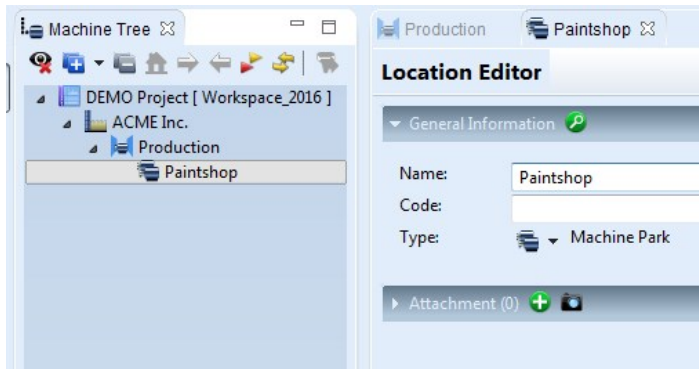 Machine Tree
DEMO Project [ Workspace_2016 ]
ACME Inc.
Production
Paintshop
Production
Paintshop
Location Editor
General Information
Name: Paintshop
Code:
Type: Machine Park
Attachment (0)